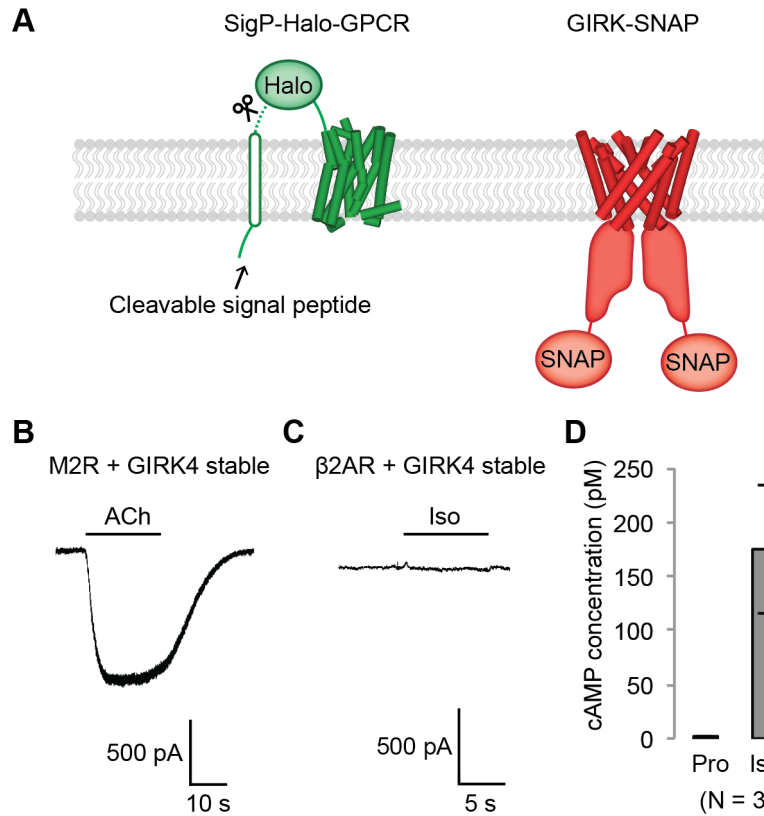 A
SigP-Halo-GPCR
GIRK-SNAP
Halo
Cleavable signal peptide
SNAP
SNAP
B
M2R + GIRK4 stable
ACh
500 pA
10 s
C
β2AR + GIRK4 stable
Iso
500 pA
5 s
D
cAMP concentration (pM)
250
200
150
100
50
0
Pro
(N = 3